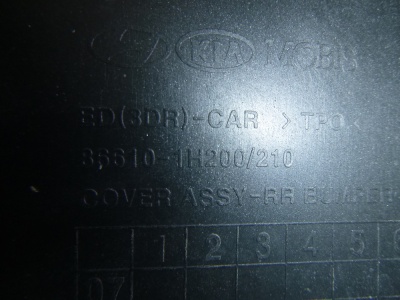 KIA MOBIS
ED(3DR)-CAR >TPO<
86610-1H200/210
COVER ASSY-RR BUMPER
1 2 3 4 5 6
07